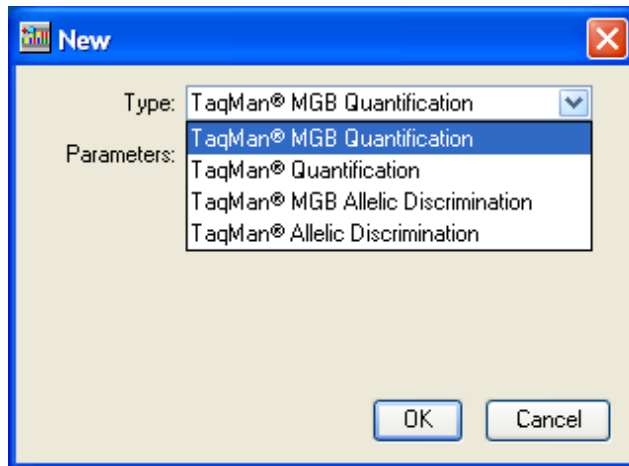 New
Type: TaqMan® MGB Quantification
TaqMan® MGB Quantification
Parameters:
TaqMan® Quantification
TaqMan® MGB Allelic Discrimination
TaqMan® Allelic Discrimination
OK Cancel